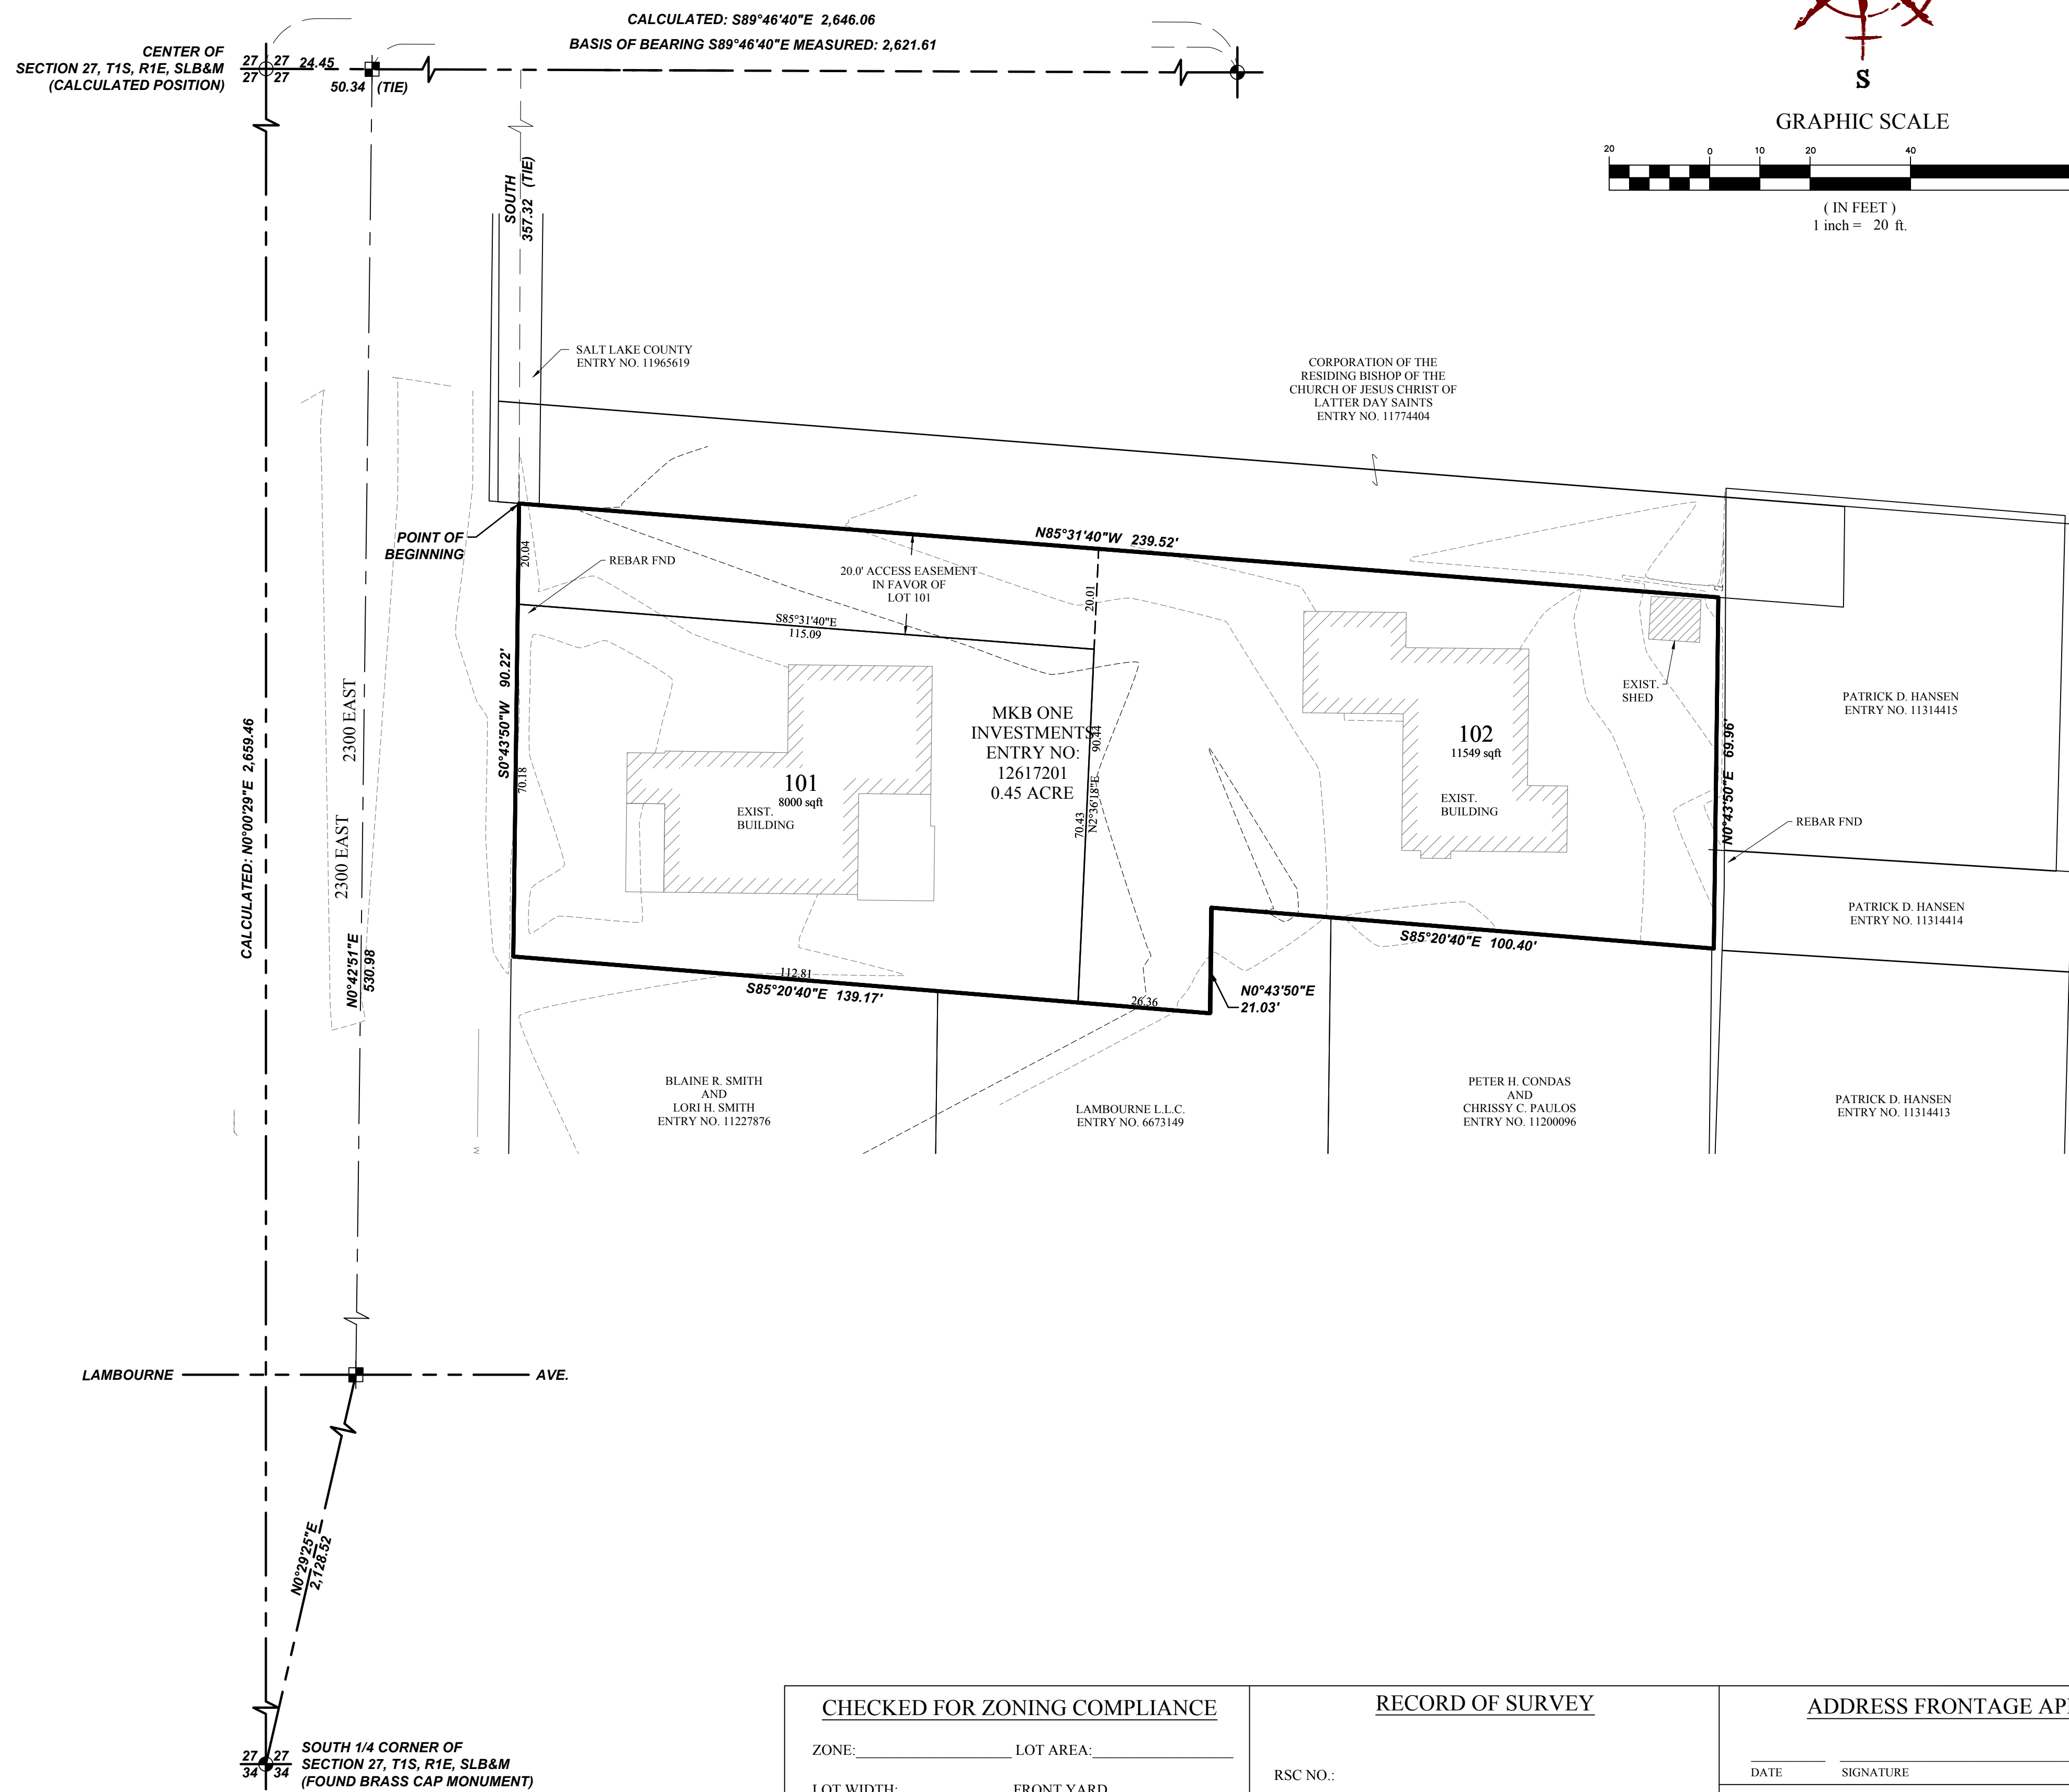 CALCULATED: S89°46'40"E 2,646.06
BASIS OF BEARING S89°46'40"E MEASURED: 2,621.61
CENTER OF
SECTION 27, T1S, R1E, SLB&M
(CALCULATED POSITION)
27 27
27 27
24.45
50.34 (TIE)
S
GRAPHIC SCALE
20 0 10 20 40
( IN FEET )
1 inch = 20 ft.
SOUTH
357.32 (TIE)
SALT LAKE COUNTY
ENTRY NO. 11965619
CORPORATION OF THE
RESIDING BISHOP OF THE
CHURCH OF JESUS CHRIST OF
LATTER DAY SAINTS
ENTRY NO. 11774404
POINT OF
BEGINNING
20.04
REBAR FND
20.0' ACCESS EASEMENT
IN FAVOR OF
LOT 101
N85°31'40"W 239.52'
20.01
S85°31'40"E
115.09
S0°43'50"W 90.22'
70.18
MKB ONE
INVESTMENTS
ENTRY NO:
12617201
0.45 ACRE
90.44
N2°36'18"E
70.43
101
8000 sqft
EXIST.
BUILDING
102
11549 sqft
EXIST.
BUILDING
EXIST.
SHED
N0°43'50"E 69.96'
PATRICK D. HANSEN
ENTRY NO. 11314415
REBAR FND
PATRICK D. HANSEN
ENTRY NO. 11314414
2300 EAST
2300 EAST
CALCULATED: N0°00'29"E 2,659.46
N0°42'51"E
530.98
112.81
S85°20'40"E 139.17'
26.36
N0°43'50"E
21.03'
S85°20'40"E 100.40'
BLAINE R. SMITH
AND
LORI H. SMITH
ENTRY NO. 11227876
LAMBOURNE L.L.C.
ENTRY NO. 6673149
PETER H. CONDAS
AND
CHRISSY C. PAULOS
ENTRY NO. 11200096
PATRICK D. HANSEN
ENTRY NO. 11314413
W
LAMBOURNE AVE.
N0°29'25"E
2,128.52
27 27
34 34
SOUTH 1/4 CORNER OF
SECTION 27, T1S, R1E, SLB&M
(FOUND BRASS CAP MONUMENT)
CHECKED FOR ZONING COMPLIANCE
ZONE: LOT AREA:
LOT WIDTH: FRONT YARD
RECORD OF SURVEY
RSC NO.:
ADDRESS FRONTAGE AP
DATE SIGNATURE